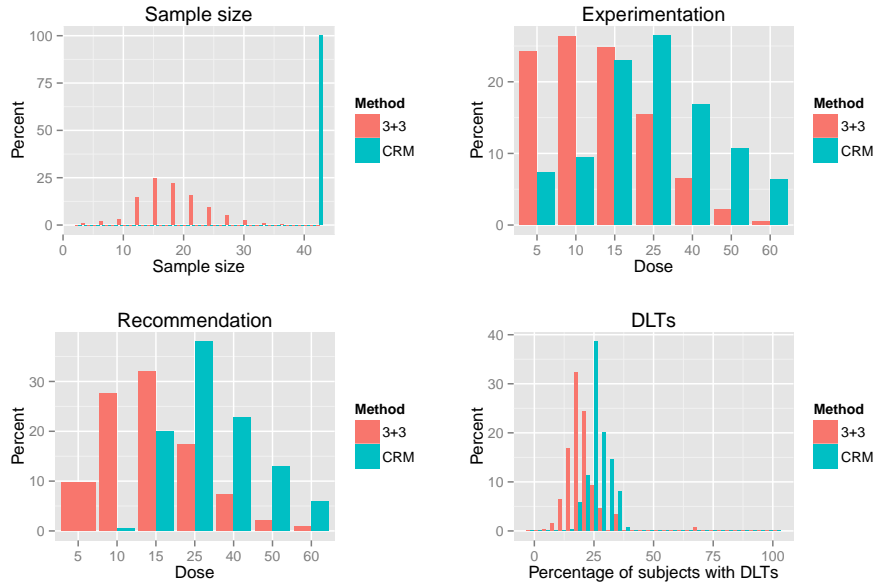 Sample size
100
75
50
25
0
Percent
0 10 20 30 40
Sample size
Method
3+3
CRM
Experimentation
20
10
0
Percent
5 10 15 25 40 50 60
Dose
Method
3+3
CRM
Recommendation
30
20
10
0
Percent
5 10 15 25 40 50 60
Dose
Method
3+3
CRM
DLTs
40
30
20
10
0
Percent
0 25 50 75 100
Percentage of subjects with DLTs
Method
3+3
CRM